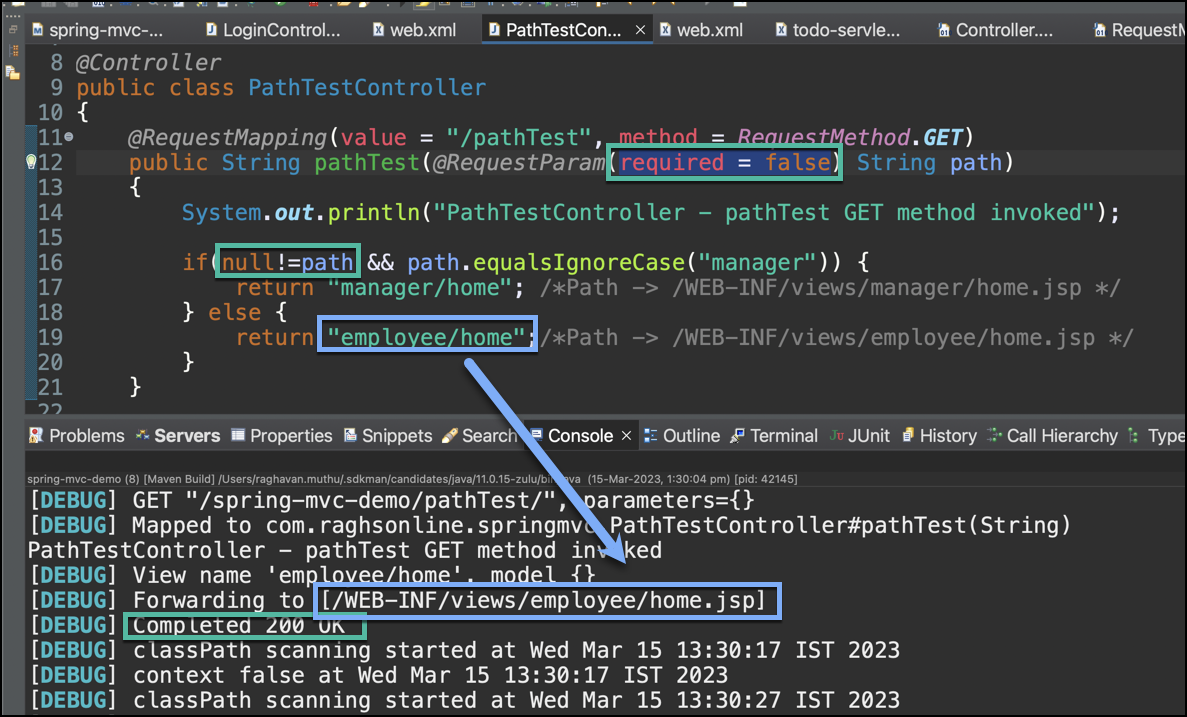 spring-mvc-...
LoginControl...
web.xml
PathTestCon...
web.xml
todo-servle...
Controller....
RequestM
8 @Controller
9 public class PathTestController
10 {
11 @RequestMapping(value = "/pathTest", method = RequestMethod.GET)
12 public String pathTest(@RequestParam(required = false) String path)
13 {
14 System.out.println("PathTestController - pathTest GET method invoked");
15
16 if(null!=path && path.equalsIgnoreCase("manager")) {
17 return "manager/home"; /*Path -> /WEB-INF/views/manager/home.jsp */
18 } else {
19 return "employee/home";/*Path -> /WEB-INF/views/employee/home.jsp */
20 }
21 }
22
Problems Servers Properties Snippets Search Console Outline Terminal JUnit History Call Hierarchy Type
spring-mvc-demo (8) [Maven Build] /Users/raghavan.muthu/.sdkman/candidates/java/11.0.15-zulu/bin/java (15-Mar-2023, 1:30:04 pm) [pid: 42145]
[DEBUG] GET "/spring-mvc-demo/pathTest/", parameters={}
[DEBUG] Mapped to com.raghsonline.springmvc.PathTestController#pathTest(String)
PathTestController - pathTest GET method invoked
[DEBUG] View name 'employee/home', model {}
[DEBUG] Forwarding to [/WEB-INF/views/employee/home.jsp]
[DEBUG] Completed 200 OK
[DEBUG] classPath scanning started at Wed Mar 15 13:30:17 IST 2023
[DEBUG] context false at Wed Mar 15 13:30:17 IST 2023
[DEBUG] classPath scanning started at Wed Mar 15 13:30:27 IST 2023